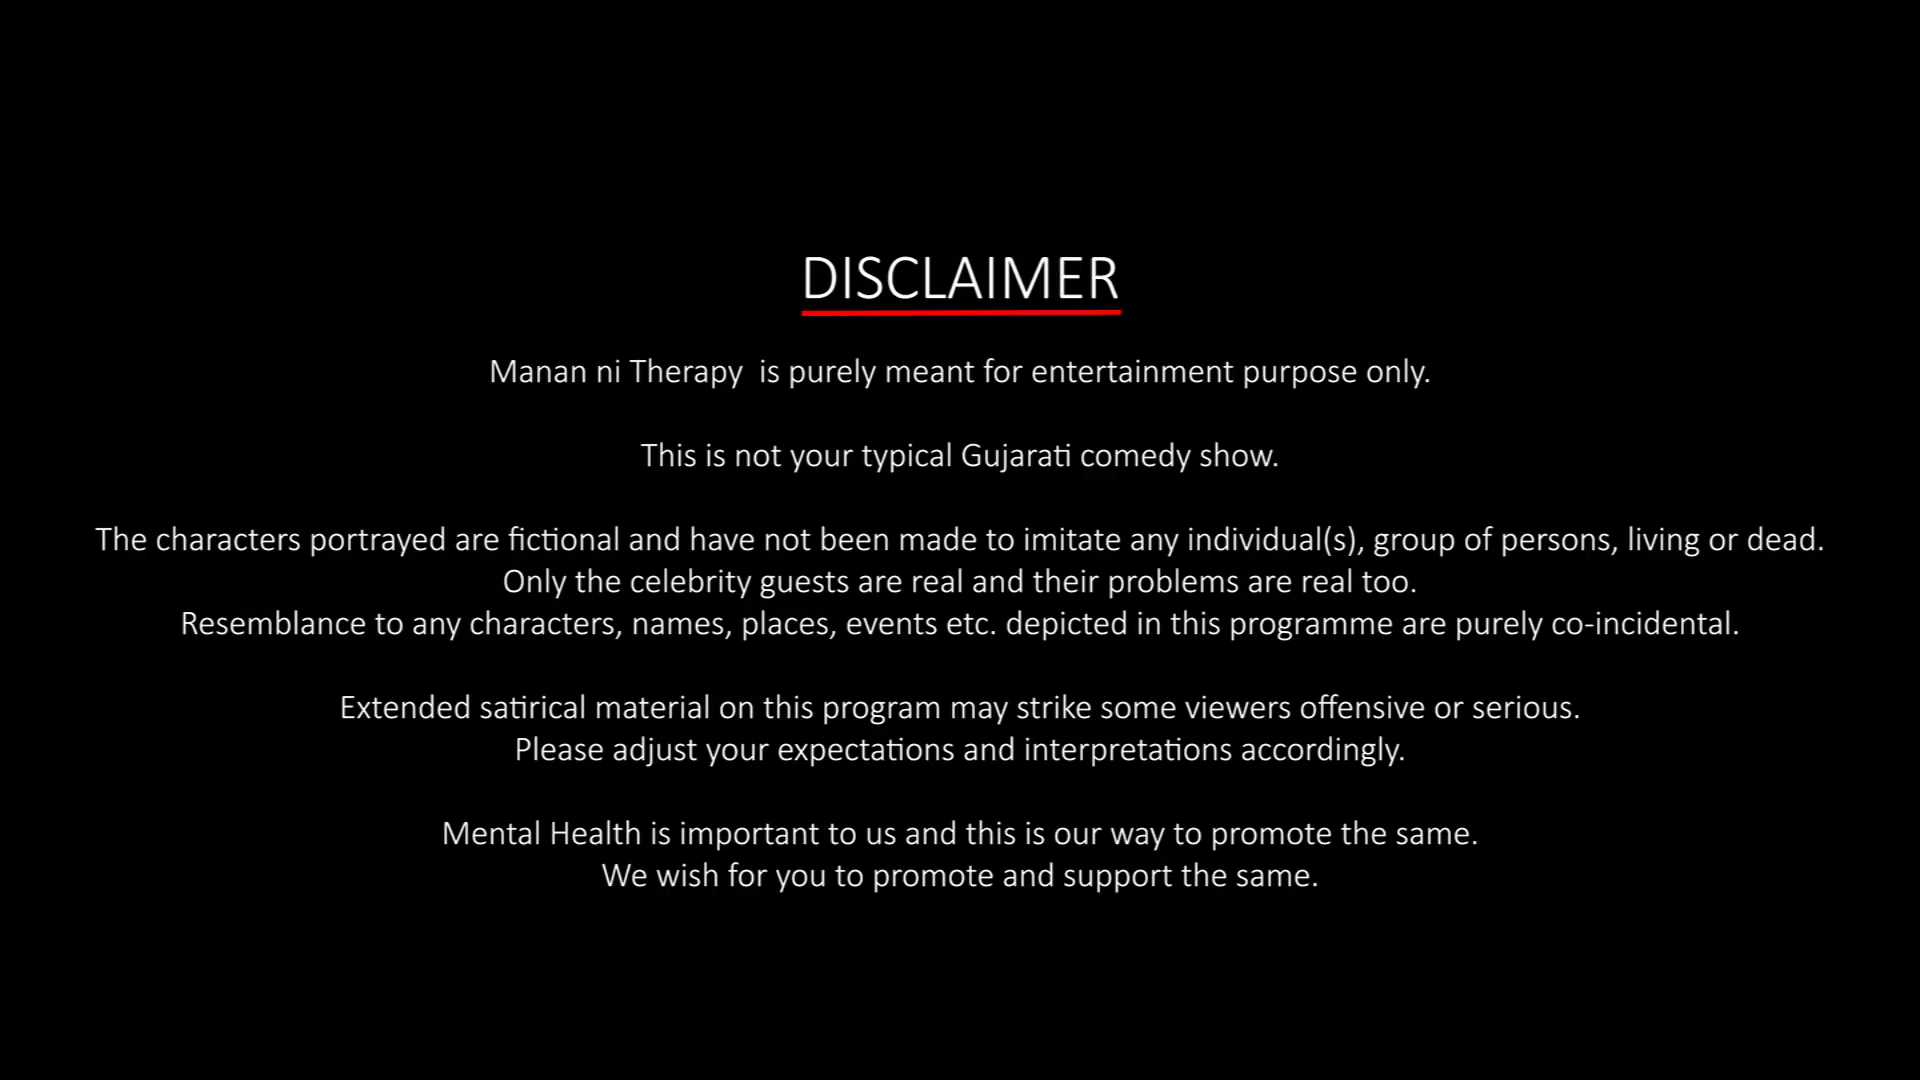 DISCLAIMER
Manan ni Therapy  is purely meant for entertainment purpose only.
This is not your typical Gujarati comedy show.
The characters portrayed are fictional and have not been made to imitate any individual(s), group of persons, living or dead.
Only the celebrity guests are real and their problems are real too.
Resemblance to any characters, names, places, events etc. depicted in this programme are purely co-incidental.
Extended satirical material on this program may strike some viewers offensive or serious.
Please adjust your expectations and interpretations accordingly.
Mental Health is important to us and this is our way to promote the same.
We wish for you to promote and support the same.